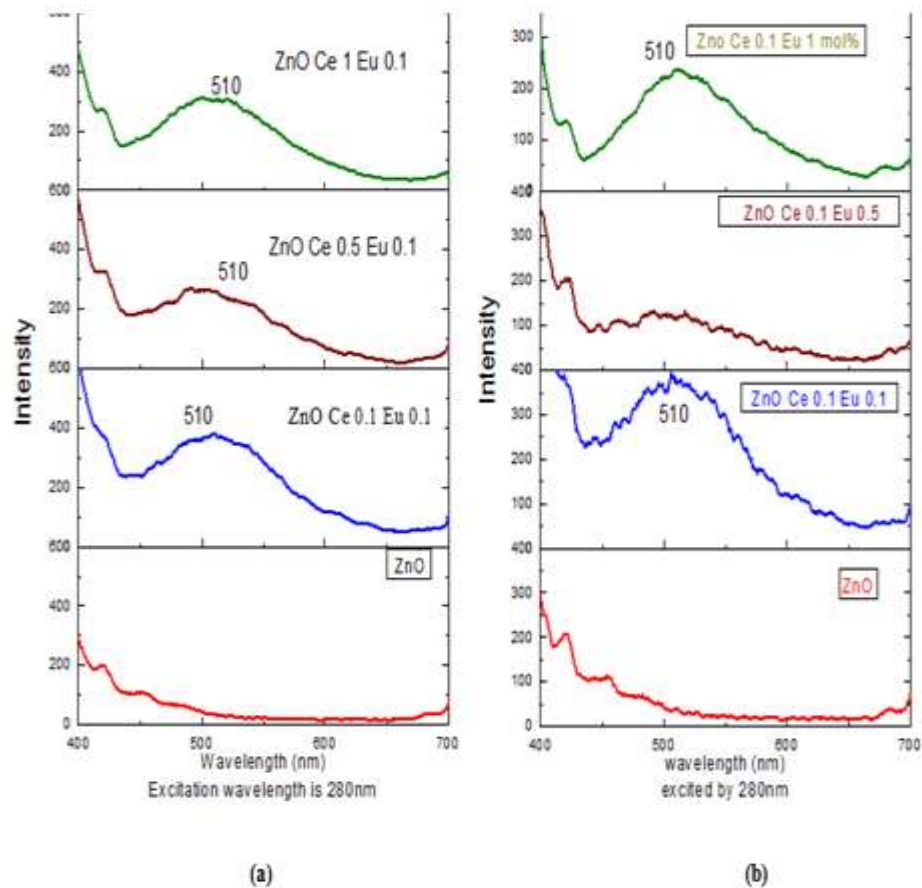 600
400
200
600
400
200
600
400
200
600
400
200
0
Intensity
ZnO Ce 1 Eu 0.1
510
ZnO Ce 0.5 Eu 0.1
510
ZnO Ce 0.1 Eu 0.1
510
ZnO
400 500 600 700
Wavelength (nm)
Excitation wavelength is 280nm
(a)
300
200
100
400
300
200
100
400
300
200
100
400
300
200
100
0
Intensity
Zno Ce 0.1 Eu 1 mol%
510
ZnO Ce 0.1 Eu 0.5
ZnO Ce 0.1 Eu 0.1
510
ZnO
400 500 600 700
wavelength (nm)
excited by 280nm
(b)